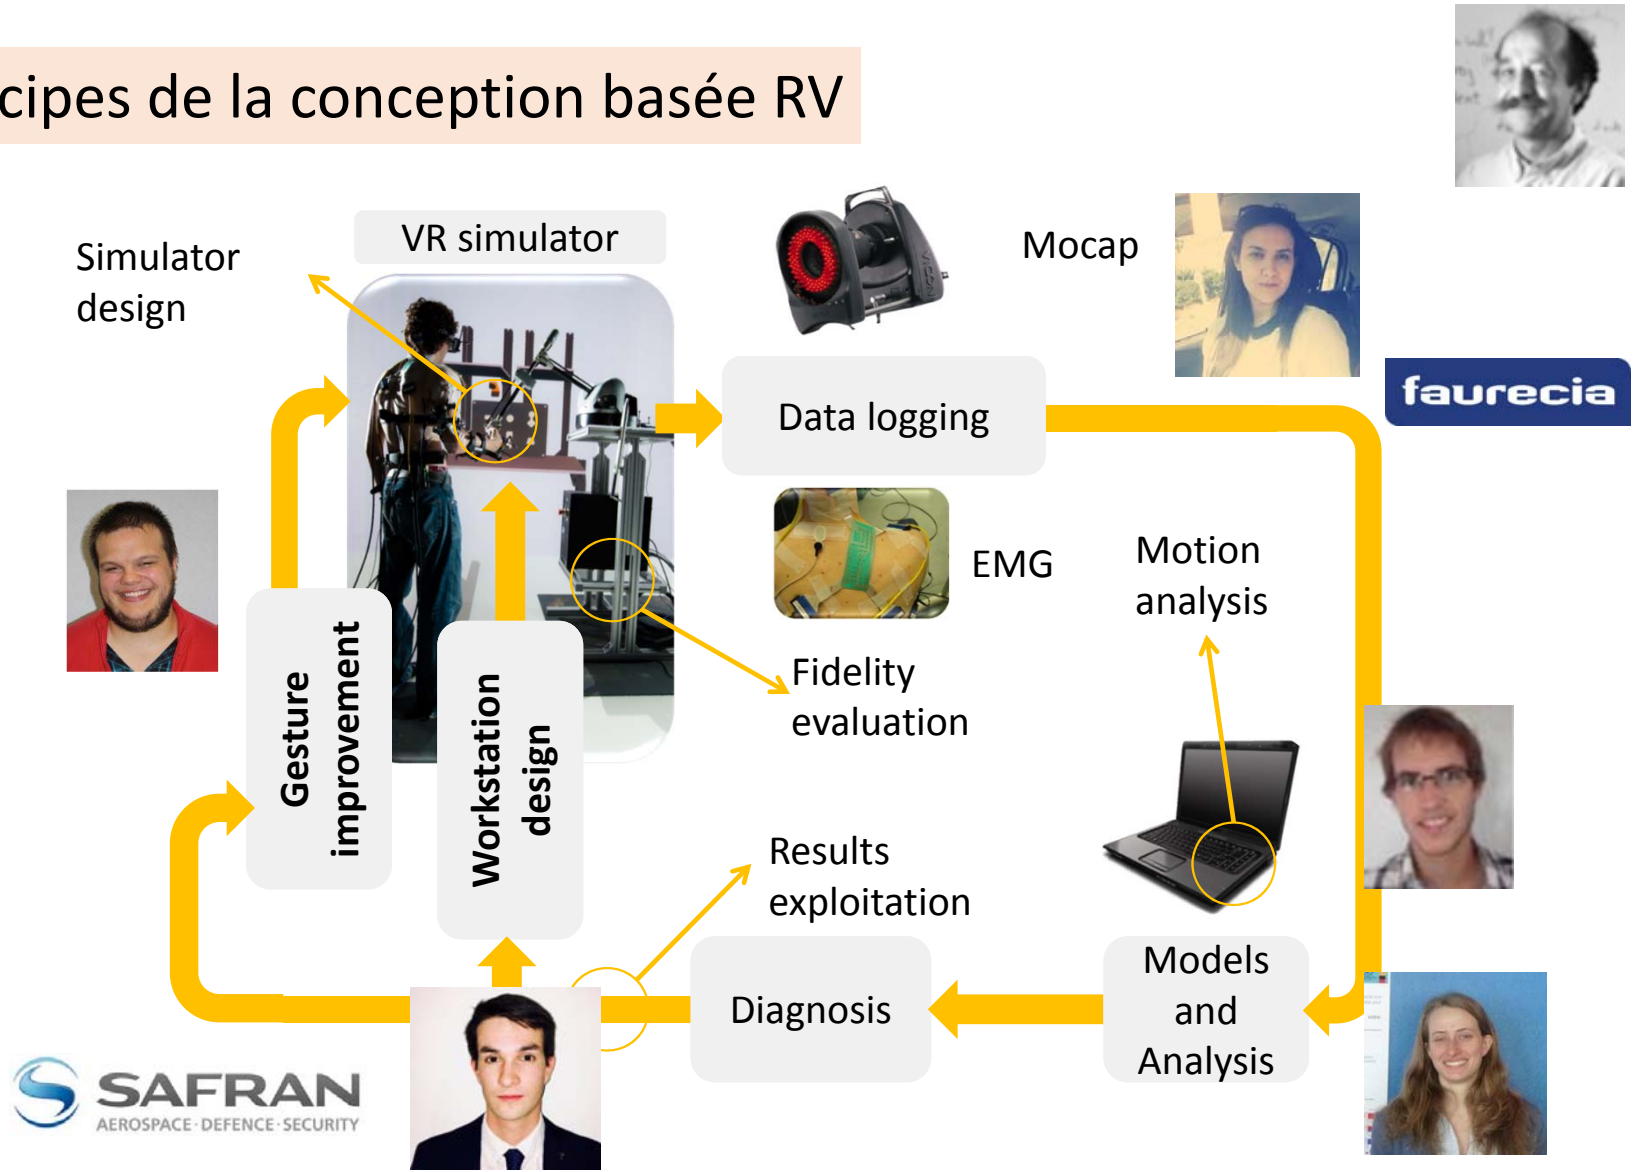 cipes de la conception basée RV
VR simulator
Simulator
design
Mocap
faurecia
Data logging
VICON
EMG
Motion
analysis
Fidelity
evaluation
Gesture
improvement
Workstation
design
Results
exploitation
Diagnosis
Models
and
Analysis
SAFRAN
AEROSPACE · DEFENCE · SECURITY